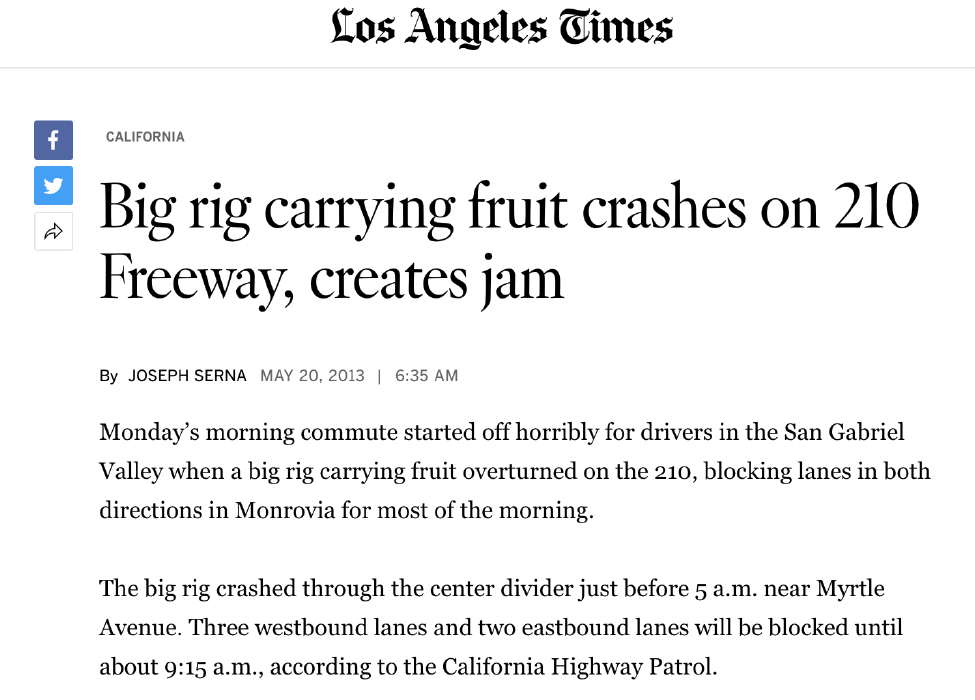 Los Angeles Times
CALIFORNIA
Big rig carrying fruit crashes on 210
Freeway, creates jam
By JOSEPH SERNA MAY 20, 2013 | 6:35 AM
Monday’s morning commute started off horribly for drivers in the San Gabriel
Valley when a big rig carrying fruit overturned on the 210, blocking lanes in both
directions in Monrovia for most of the morning.
The big rig crashed through the center divider just before 5 a.m. near Myrtle
Avenue. Three westbound lanes and two eastbound lanes will be blocked until
about 9:15 a.m., according to the California Highway Patrol.